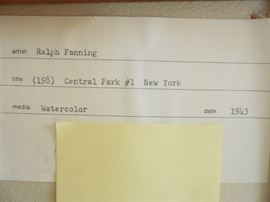 artist: Ralph Fanning
title (198) Central Park #1 New York
media Watercolor date: 1943